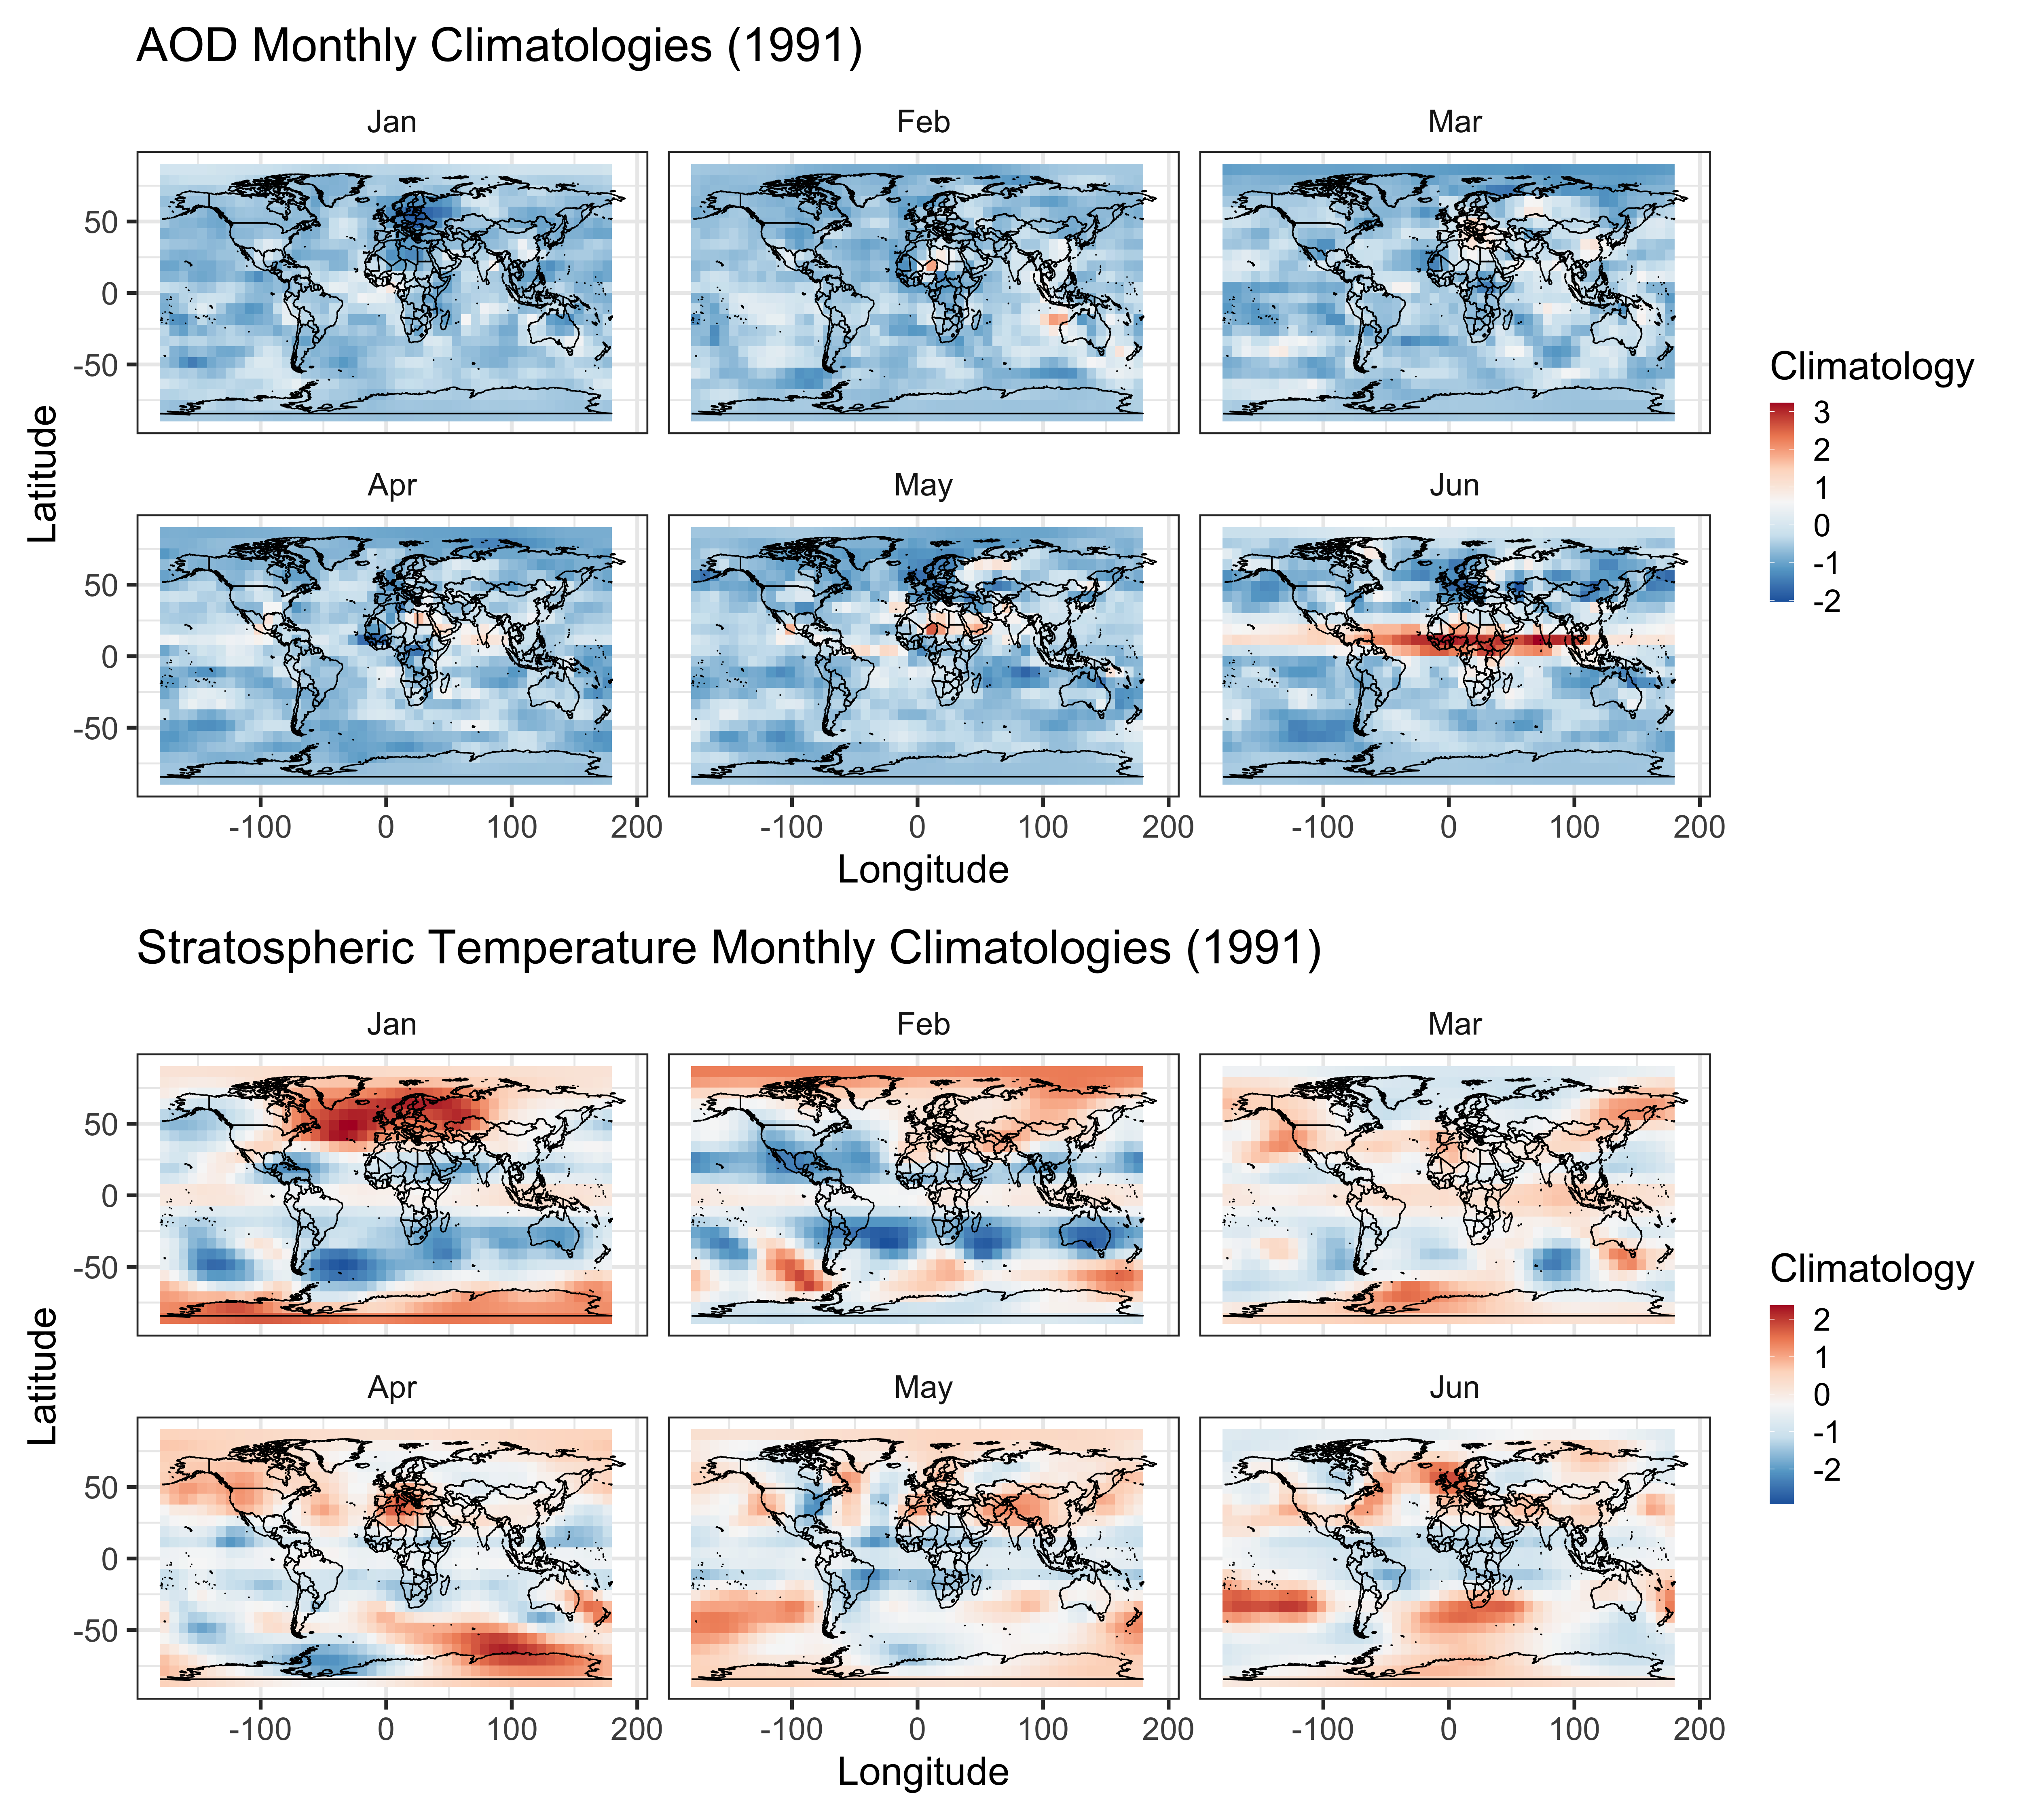 AOD Monthly Climatologies (1991)
Jan Feb Mar
50
0
-50
Apr May Jun
50
0
-50
-100 0 100 200 -100 0 100 200 -100 0 100 200
Longitude
Latitude
Climatology
3
2
1
0
-1
-2
Stratospheric Temperature Monthly Climatologies (1991)
Jan Feb Mar
50
0
-50
Apr May Jun
50
0
-50
-100 0 100 200 -100 0 100 200 -100 0 100 200
Longitude
Latitude
Climatology
2
1
0
-1
-2